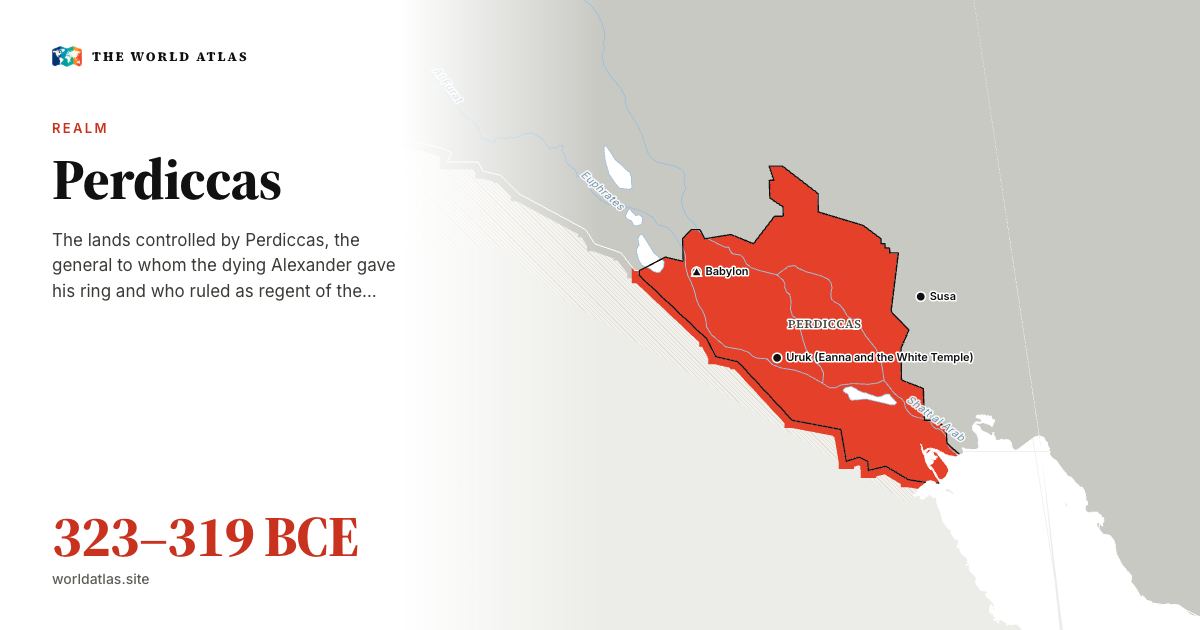 THE WORLD ATLAS
REALM
Perdiccas
The lands controlled by Perdiccas, the
general to whom the dying Alexander gave
his ring and who ruled as regent of the...
323–319 BCE
worldatlas.site
Al Furat
Euphrates
Babylon
Susa
PERDICCAS
Uruk (Eanna and the White Temple)
Shatt al Arab